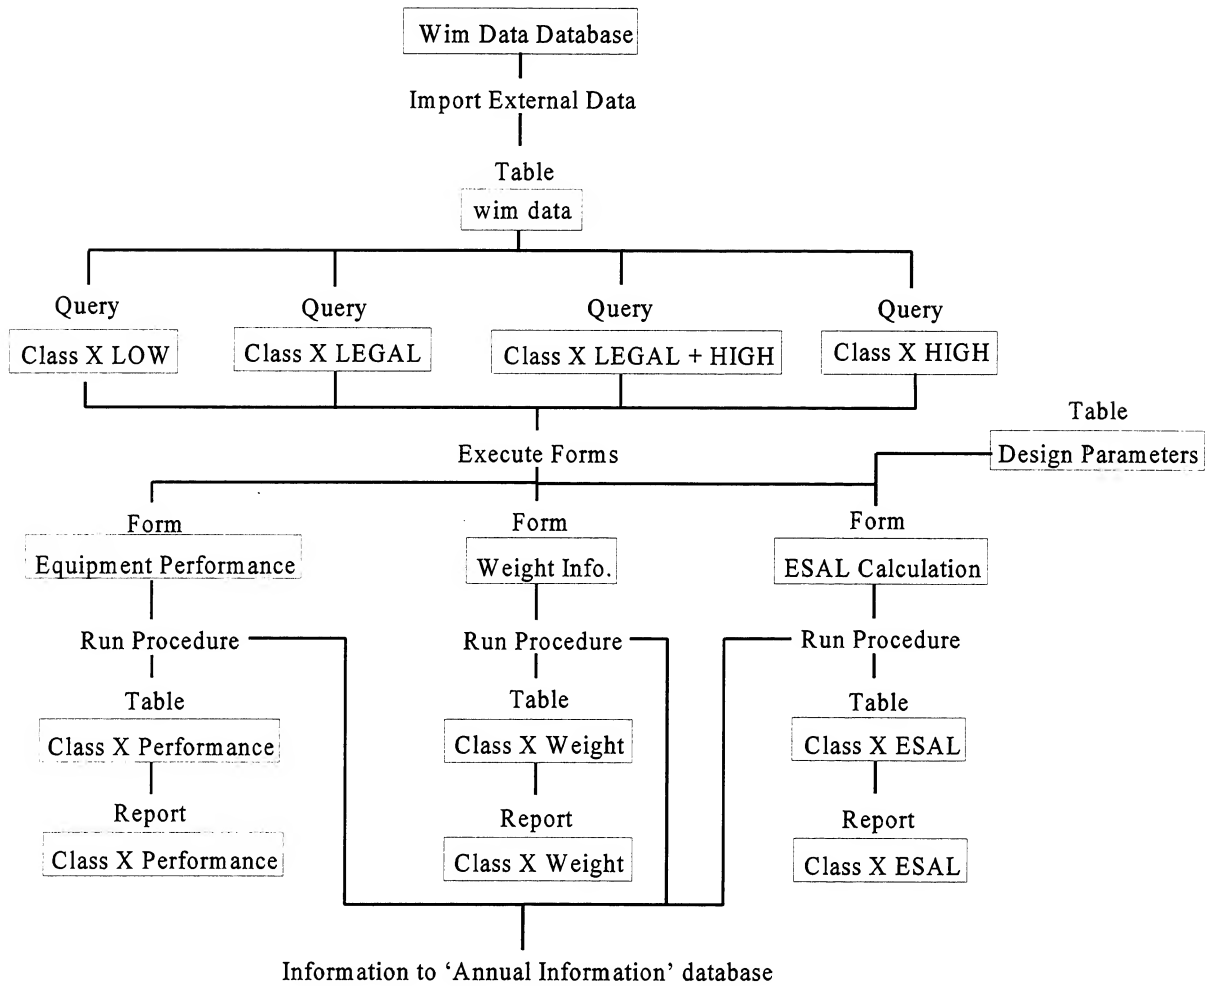 Wim Data Database
Import External Data
Table
wim data
Query
Query
Query
Query
Class X LOW
Class X LEGAL
Class X LEGAL + HIGH
Class X HIGH
Table
Design Parameters
Execute Forms
Form
Form
Form
Equipment Performance
Weight Info.
ESAL Calculation
Run Procedure
Run Procedure
Run Procedure
Table
Table
Table
Class X Performance
Class X Weight
Class X ESAL
Report
Report
Report
Class X Performance
Class X Weight
Class X ESAL
Information to ‘Annual Information’ database